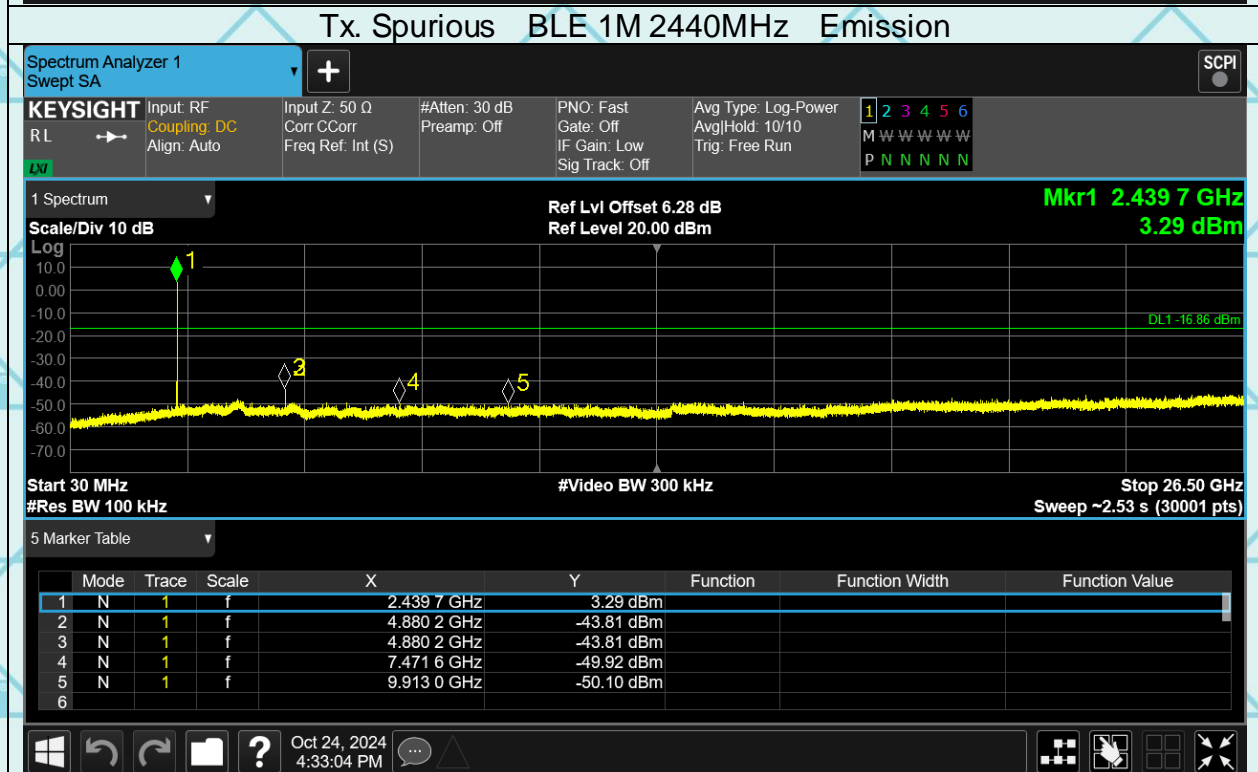 Tx. Spurious BLE 1M 2440MHz Emission
Spectrum Analyzer 1
Swept SA
+
SCPI
KEYSIGHT
RL
LXI
Input: RF
Coupling: DC
Align: Auto
Input Z: 50 Ω
Corr CCorr
Freq Ref: Int (S)
#Atten: 30 dB
Preamp: Off
PNO: Fast
Gate: Off
IF Gain: Low
Sig Track: Off
Avg Type: Log-Power
Avg|Hold: 10/10
Trig: Free Run
1 2 3 4 5 6
M W W W W W
P N N N N N
1 Spectrum
Scale/Div 10 dB
Ref Lvl Offset 6.28 dB
Ref Level 20.00 dBm
Mkr1 2.439 7 GHz
3.29 dBm
Log
10.0
0.00
-10.0
-20.0
-30.0
-40.0
-50.0
-60.0
-70.0
1
DL1 -16.86 dBm
3
4
5
Start 30 MHz
#Res BW 100 kHz
#Video BW 300 kHz
Stop 26.50 GHz
Sweep ~2.53 s (30001 pts)
5 Marker Table
Mode Trace Scale X Y Function Function Width Function Value
1 N 1 f 2.439 7 GHz 3.29 dBm
2 N 1 f 4.880 2 GHz -43.81 dBm
3 N 1 f 4.880 2 GHz -43.81 dBm
4 N 1 f 7.471 6 GHz -49.92 dBm
5 N 1 f 9.913 0 GHz -50.10 dBm
6
?
Oct 24, 2024
4:33:04 PM